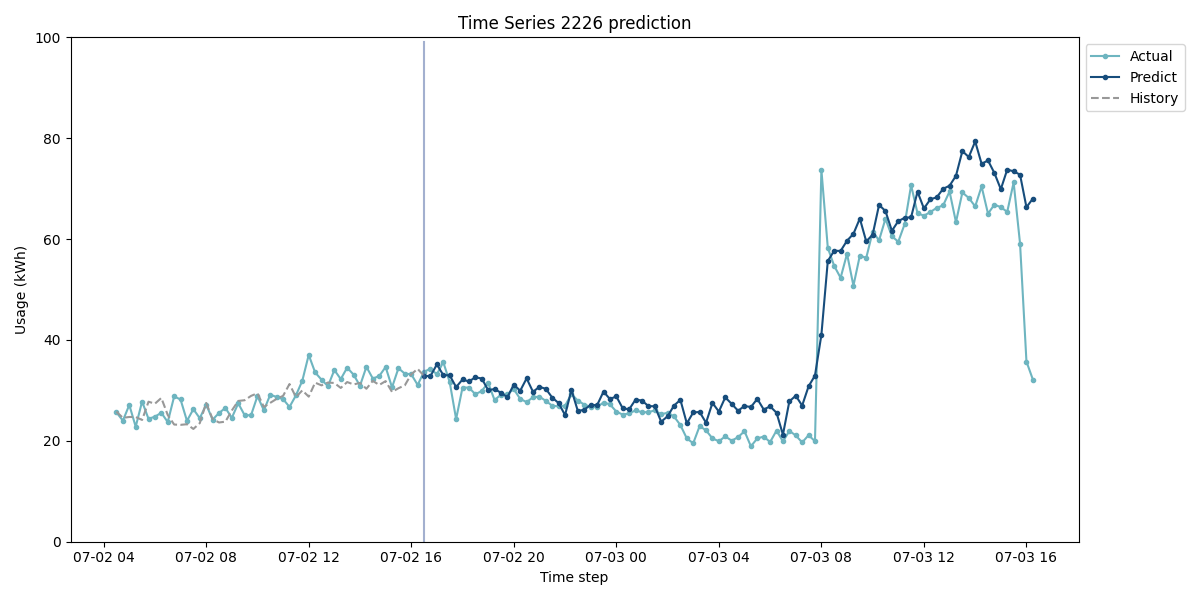 Time Series 2226 prediction
100
80
60
40
20
0
Usage (kWh)
07-02 04
07-02 08
07-02 12
07-02 16
07-02 20
07-03 00
07-03 04
07-03 08
07-03 12
07-03 16
Time step
Actual
Predict
History